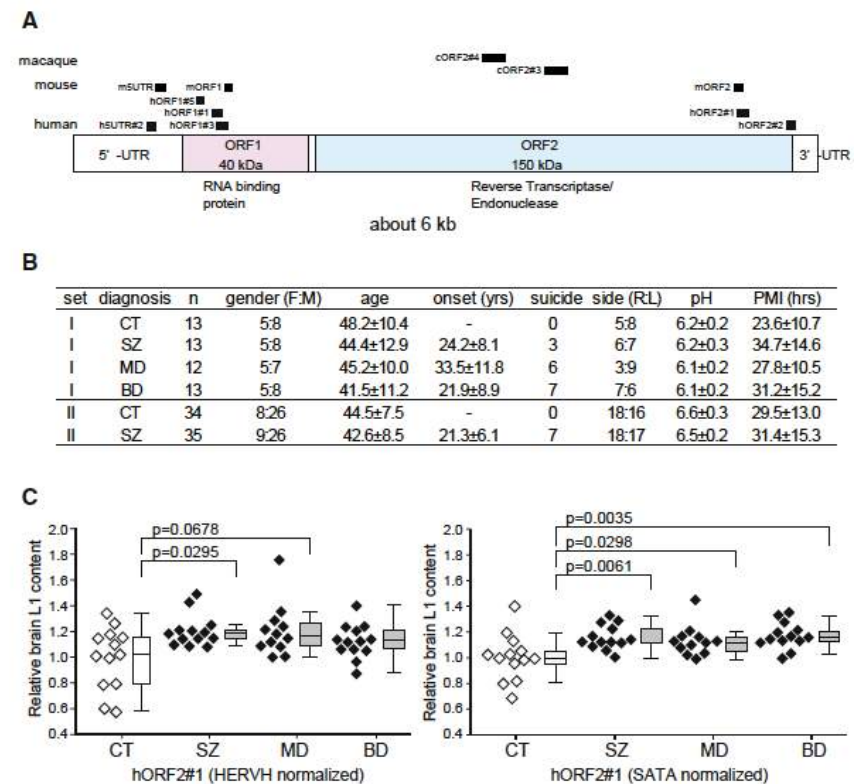 A
macaque
cORF2#4
cORF2#3
mouse
m5UTR
mORF1
mORF2
hORF1#5
hORF1#1
hORF2#1
human
h5UTR#2
hORF1#3
hORF2#2
5' -UTR
ORF1
40 kDa
ORF2
150 kDa
3' -UTR
RNA binding
protein
Reverse Transcriptase/
Endonuclease
about 6 kb
B
set diagnosis n gender (F:M) age onset (yrs) suicide side (R:L) pH PMI (hrs)
I CT 13 5:8 48.2±10.4 - 0 5:8 6.2±0.2 23.6±10.7
I SZ 13 5:8 44.4±12.9 24.2±8.1 3 6:7 6.2±0.3 34.7±14.6
I MD 12 5:7 45.2±10.0 33.5±11.8 6 3:9 6.1±0.2 27.8±10.5
I BD 13 5:8 41.5±11.2 21.9±8.9 7 7:6 6.1±0.2 31.2±15.2
II CT 34 8:26 44.5±7.5 - 0 18:16 6.6±0.3 29.5±13.0
II SZ 35 9:26 42.6±8.5 21.3±6.1 7 18:17 6.5±0.2 31.4±15.3
C
Relative brain L1 content
2.0
1.8
1.6
1.4
1.2
1.0
0.8
0.6
0.4
p=0.0678
p=0.0295
CT SZ MD BD
hORF2#1 (HERVH normalized)
Relative brain L1 content
2.0
1.8
1.6
1.4
1.2
1.0
0.8
0.6
0.4
p=0.0035
p=0.0298
p=0.0061
CT SZ MD BD
hORF2#1 (SATA normalized)